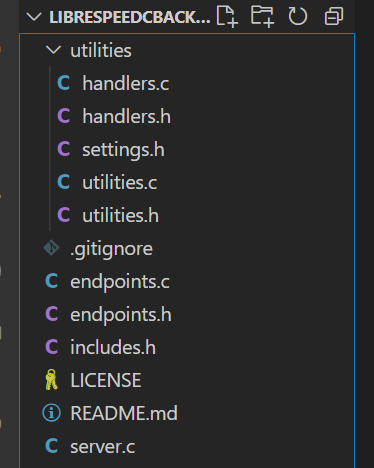 LIBRESPEEDCBACK...
utilities
C handlers.c
C handlers.h
C settings.h
C utilities.c
C utilities.h
.gitignore
C endpoints.c
C endpoints.h
C includes.h
LICENSE
README.md
C server.c